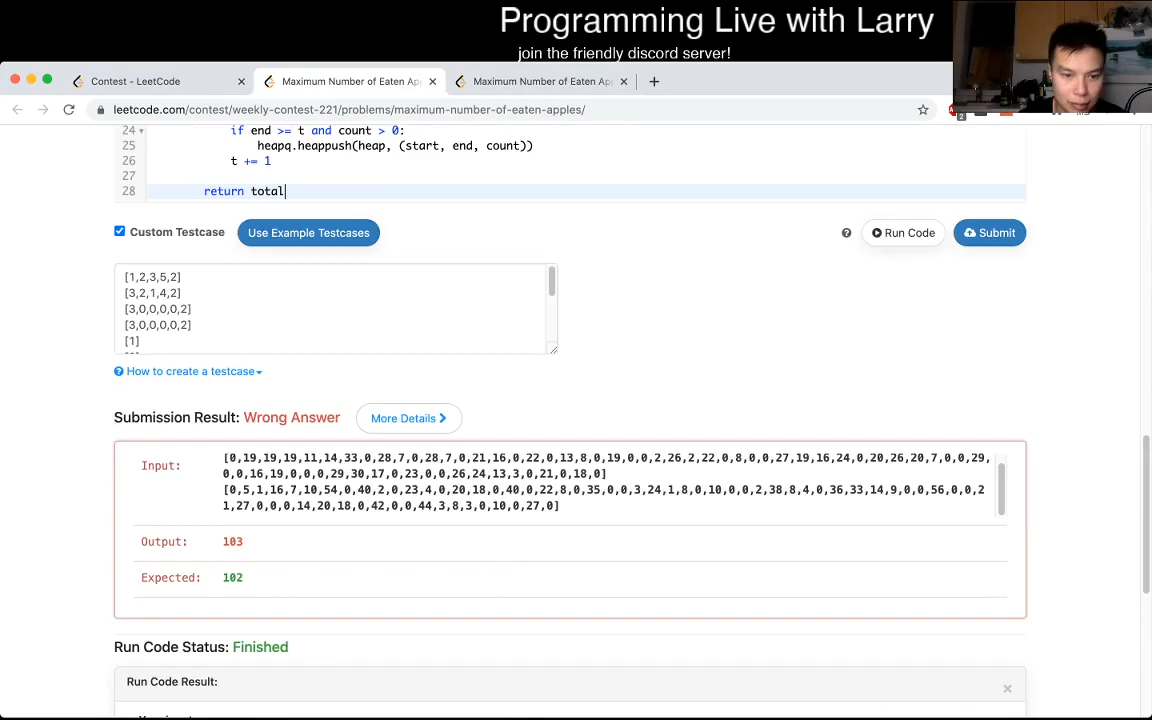 Programming Live with Larry
join the friendly discord server!
Contest - LeetCode
Maximum Number of Eaten Ap
Maximum Number of Eaten Ap
leetcode.com/contest/weekly-contest-221/problems/maximum-number-of-eaten-apples/
2
24 if end >= t and count > 0:
25 heapq.heappush(heap, (start, end, count))
26 t += 1
27
28 return total
Custom Testcase
Use Example Testcases
Run Code
Submit
[1,2,3,5,2]
[3,2,1,4,2]
[3,0,0,0,0,2]
[3,0,0,0,0,2]
[1]
How to create a testcase
Submission Result: Wrong Answer
More Details
Input:
[0,19,19,19,11,14,33,0,28,7,0,28,7,0,21,16,0,22,0,13,8,0,19,0,0,2,26,2,22,0,8,0,0,27,19,16,24,0,20,26,20,7,0,0,29,
0,0,16,19,0,0,0,29,30,17,0,23,0,0,26,24,13,3,0,21,0,18,0]
[0,5,1,16,7,10,54,0,40,2,0,23,4,0,20,18,0,40,0,22,8,0,35,0,0,3,24,1,8,0,10,0,0,2,38,8,4,0,36,33,14,9,0,0,56,0,0,2
1,27,0,0,0,14,20,18,0,42,0,0,44,3,8,3,0,10,0,27,0]
Output: 103
Expected: 102
Run Code Status: Finished
Run Code Result: